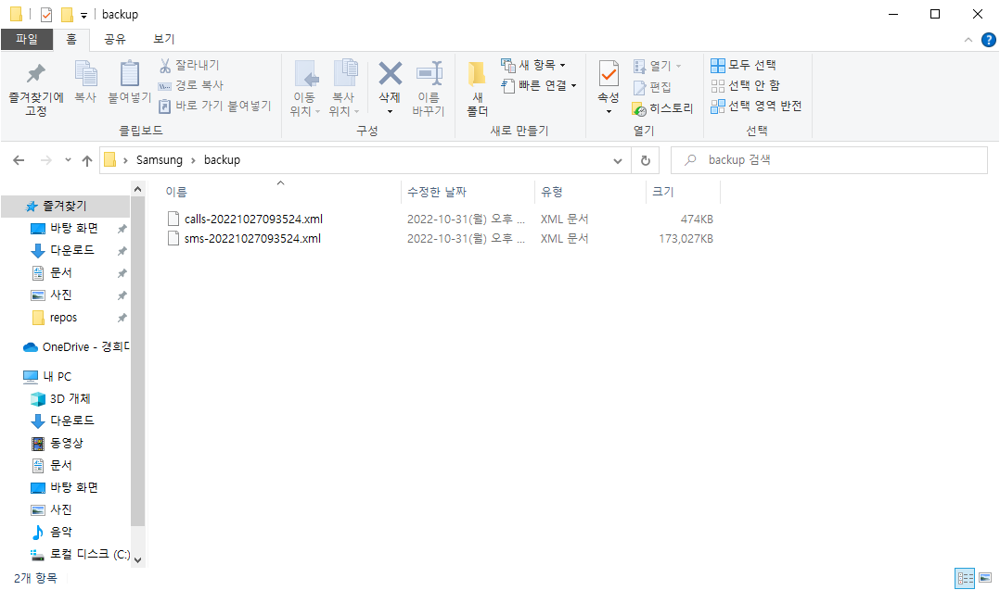 backup
파일 홈 공유 보기
즐겨찾기에 고정
복사
붙여넣기
잘라내기
경로 복사
바로 가기 붙여넣기
클립보드
이동 위치
복사 위치
삭제
이름 바꾸기
구성
새 폴더
새 항목
빠른 연결
새로 만들기
속성
열기
편집
히스토리
열기
모두 선택
선택 안 함
선택 영역 반전
선택
Samsung > backup
backup 검색
이름 수정한 날짜 유형 크기
calls-20221027093524.xml 2022-10-31(월) 오후 ... XML 문서 474KB
sms-20221027093524.xml 2022-10-31(월) 오후 ... XML 문서 173,027KB
즐겨찾기
바탕 화면
다운로드
문서
사진
repos
OneDrive - 경희
내 PC
3D 개체
다운로드
동영상
문서
바탕 화면
사진
음악
로컬 디스크 (C:)
2개 항목